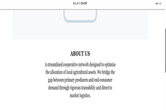 ABOUT US
A streamlined cooperative network designed to optimize
the allocation of local agricultural assets. We bridge the
gap between primary producers and end-consumer
demand through rigorous traceability and direct-to-
market logistics.